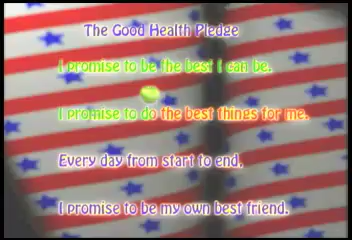 The Good Health Pledge
I promise to be the best I can be.
I promise to do the best things for me.
Every day from start to end,
I promise to be my own best friend.